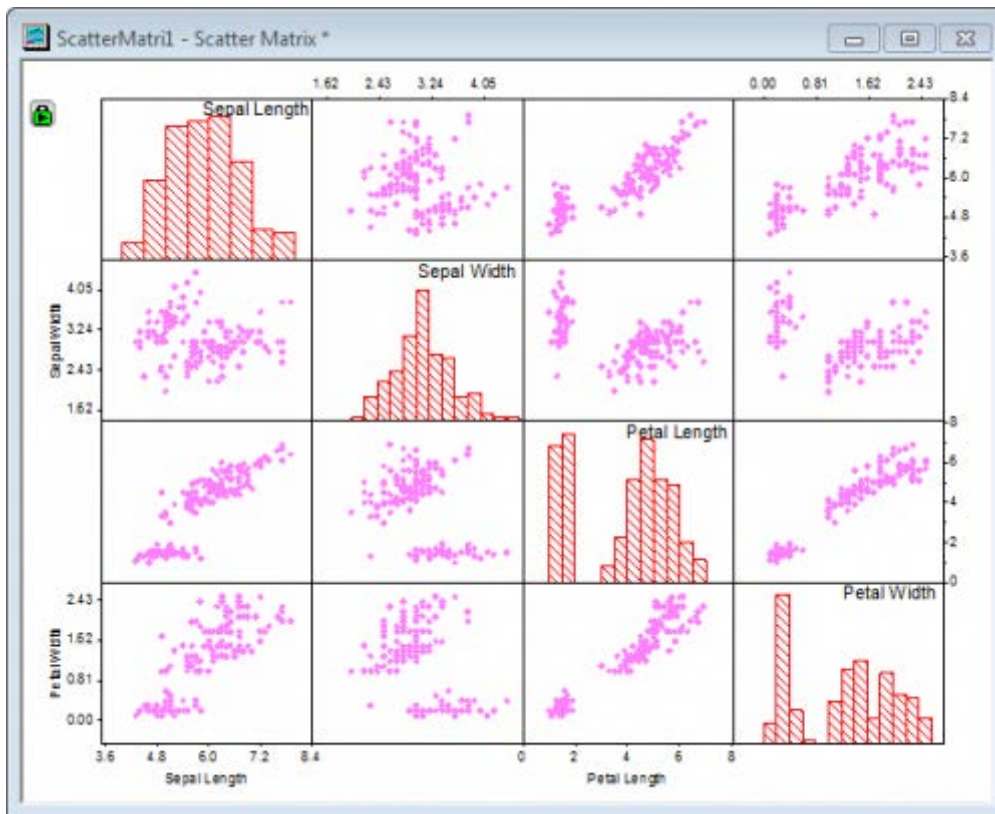 ScatterMatri1 - Scatter Matrix *
1.62 2.43 3.24 4.05 0.00 0.81 1.62 2.43
Sepal Length
8.4
7.2
6.0
4.8
3.6
Sepal Width
Sepal Width
4.05
3.24
2.43
1.62
Petal Length
8
6
4
2
0
Petal Width
Petal Width
2.43
1.62
0.81
0.00
3.6 4.8 6.0 7.2 8.4 0 2 4 6 8
Sepal Length Petal Length